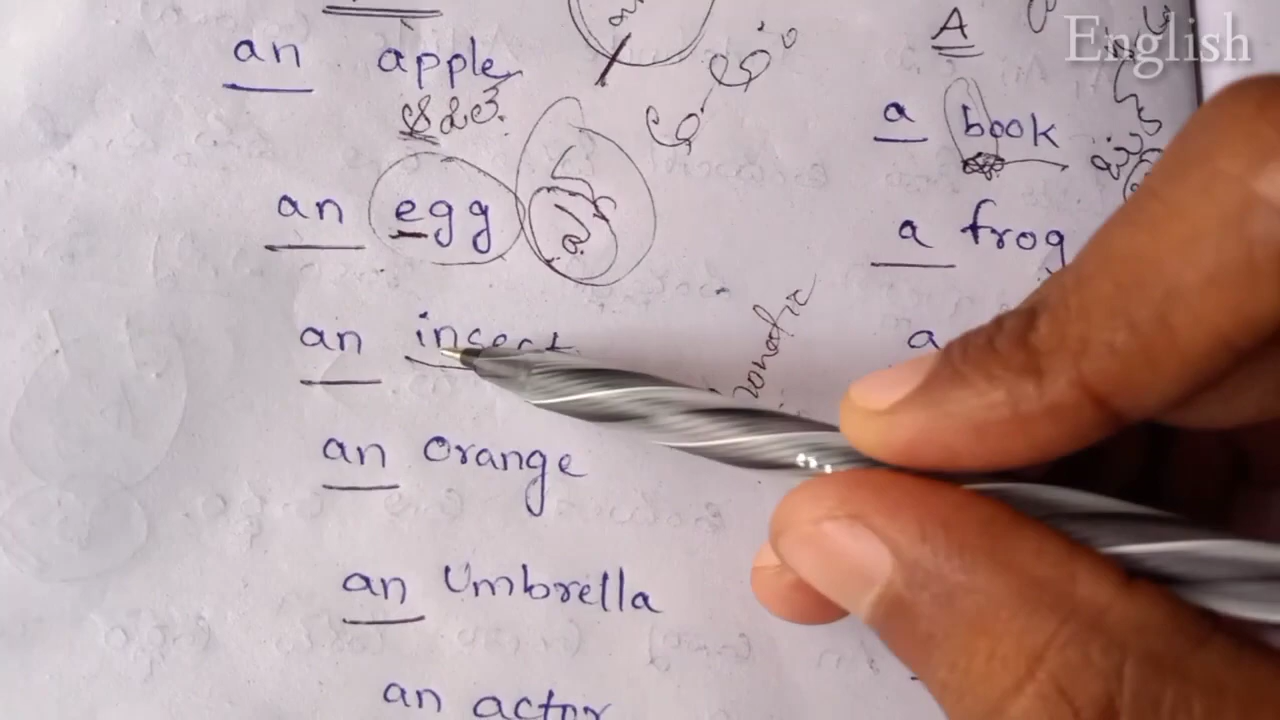 English
A
an apple
a book
an egg
a frog
an insect
a
an orange
an Umbrella
an actor